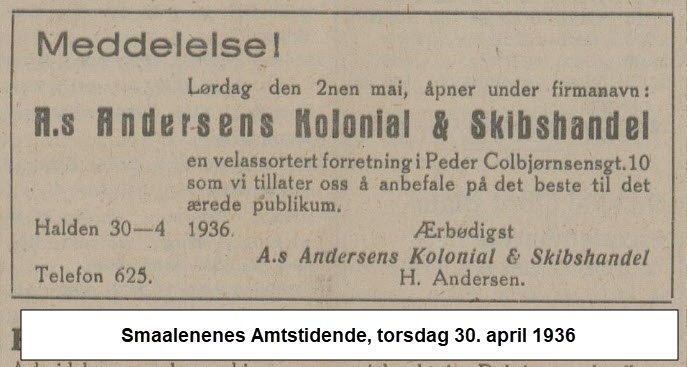 Meddelelse!
Lørdag den 2nen mai, åpner under firmanavn:
A.s Andersens Kolonial & Skibshandel
en velassortert forretning i Peder Colbjørnsensgt. 10
som vi tillater oss å anbefale på det beste til det
ærede publikum.
Halden 30—4 1936. Ærbødigst
A.s Andersens Kolonial & Skibshandel
Telefon 625. H. Andersen.
Smaalenenes Amtstidende, torsdag 30. april 1936